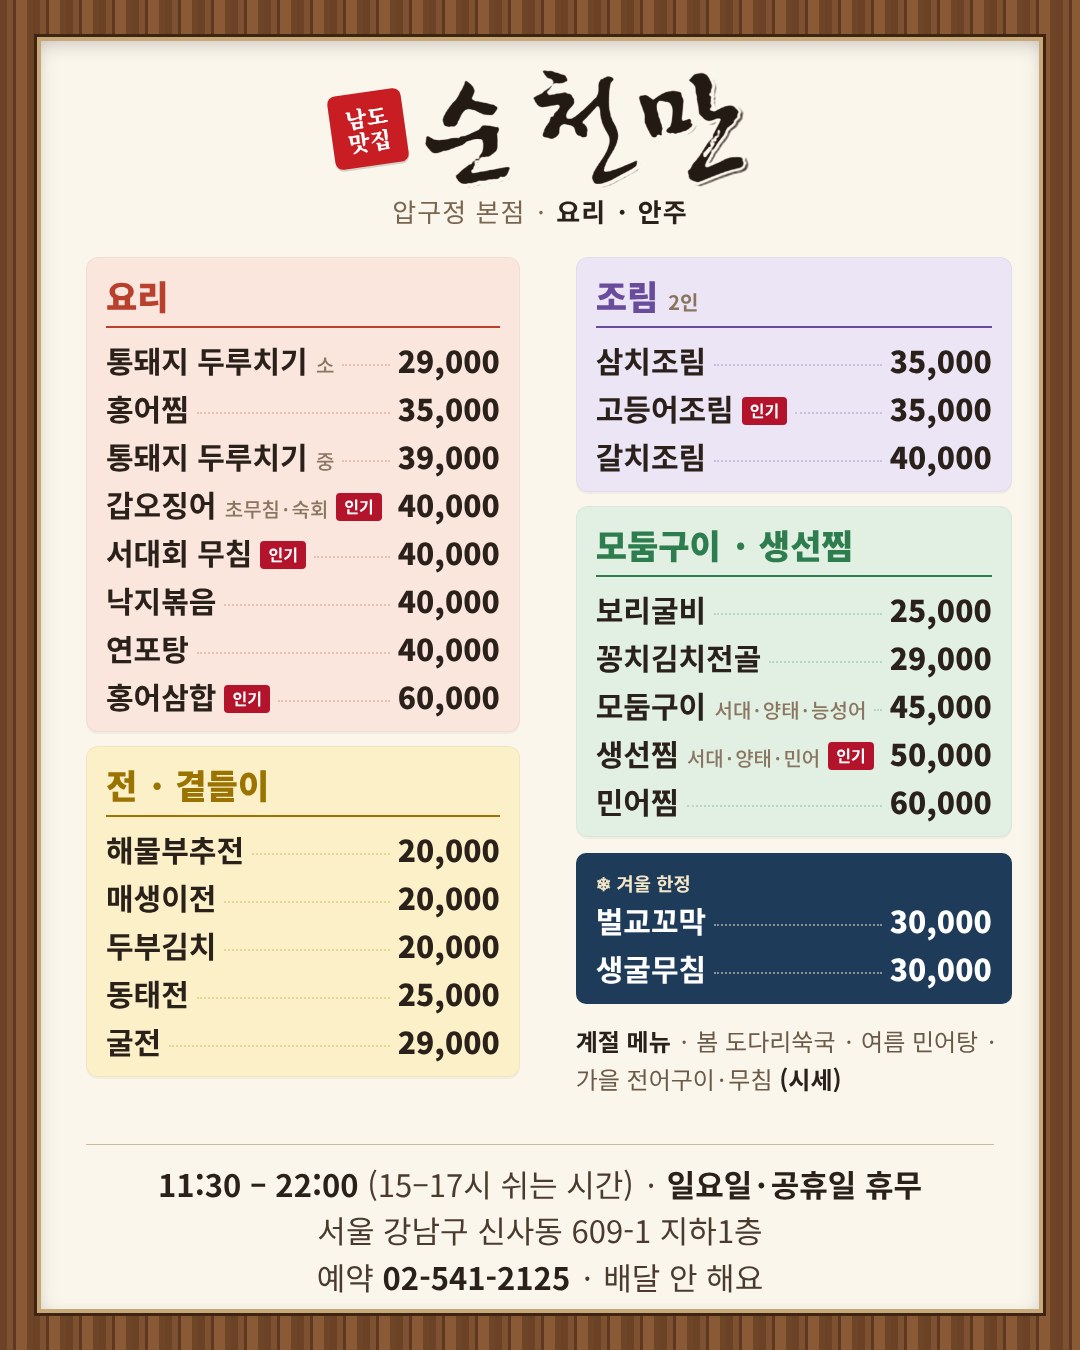 남도
맛집
순천만
압구정 본점 · 요리 · 안주
요리
통돼지 두루치기 소 29,000
홍어찜 35,000
통돼지 두루치기 중 39,000
갑오징어 초무침·숙회 인기 40,000
서대회 무침 인기 40,000
낙지볶음 40,000
연포탕 40,000
홍어삼합 인기 60,000
전 · 곁들이
해물부추전 20,000
매생이전 20,000
두부김치 20,000
동태전 25,000
굴전 29,000
조림 2인
삼치조림 35,000
고등어조림 인기 35,000
갈치조림 40,000
모둠구이 · 생선찜
보리굴비 25,000
꽁치김치전골 29,000
모둠구이 서대·양태·능성어 45,000
생선찜 서대·양태·민어 인기 50,000
민어찜 60,000
❄ 겨울 한정
벌교꼬막 30,000
생굴무침 30,000
계절 메뉴 · 봄 도다리쑥국 · 여름 민어탕 ·
가을 전어구이·무침 (시세)
11:30 – 22:00 (15–17시 쉬는 시간) · 일요일·공휴일 휴무
서울 강남구 신사동 609-1 지하1층
예약 02-541-2125 · 배달 안 해요